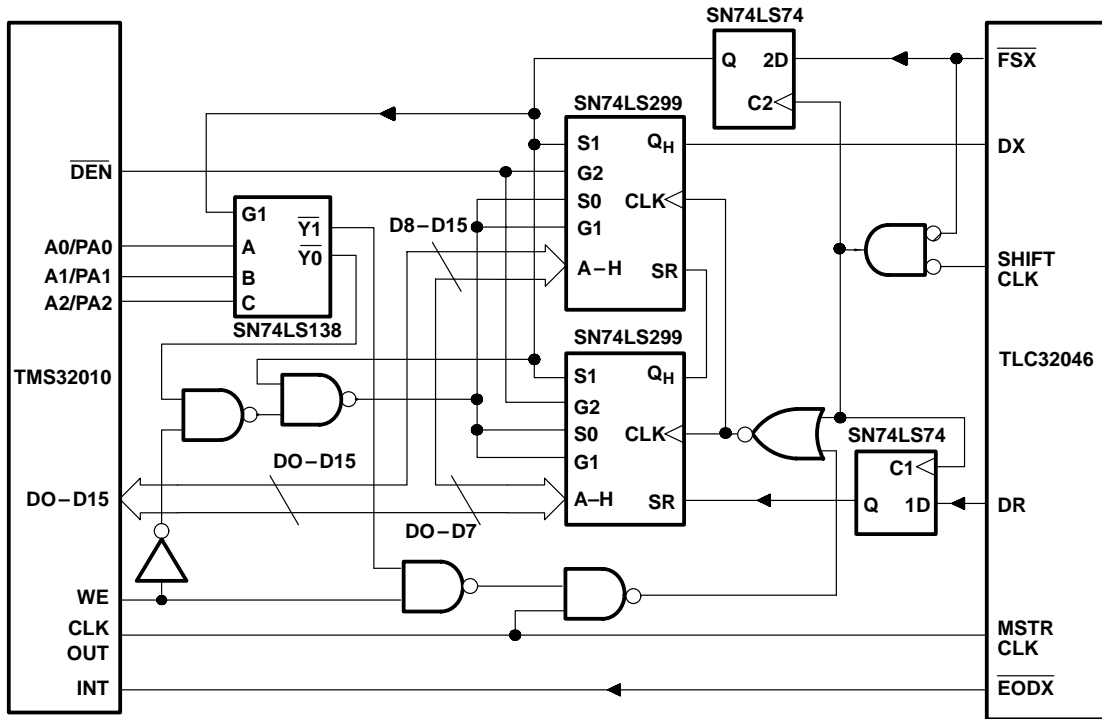 SN74LS74
Q 2D
C2
FSX
SN74LS299
S1 QH
G2
S0 CLK
G1
A–H
SR
DX
DEN
G1 Y1
A Y0
B
C
SN74LS138
A0/PA0
A1/PA1
A2/PA2
D8–D15
SHIFT
CLK
SN74LS299
S1 QH
G2
S0 CLK
G1
A–H SR
TMS32010
TLC32046
SN74LS74
C1
Q 1D
DO–D15
DO–D15
DO–D7
DR
WE
CLK
OUT
MSTR
CLK
INT
EODX